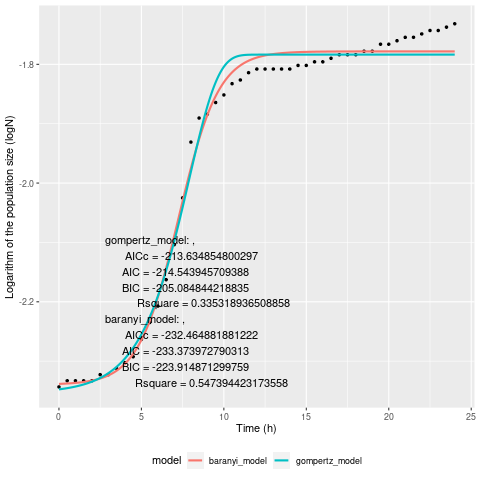 -1.8
-2.0
-2.2
Logarithm of the population size (logN)
gompertz_model: ,
AICc = -213.634854800297
AIC = -214.543945709388
BIC = -205.084844218835
Rsquare = 0.335318936508858
baranyi_model: ,
AICc = -232.464881881222
AIC = -233.373972790313
BIC = -223.914871299759
Rsquare = 0.547394423173558
0 5 10 15 20 25
Time (h)
model baranyi_model gompertz_model